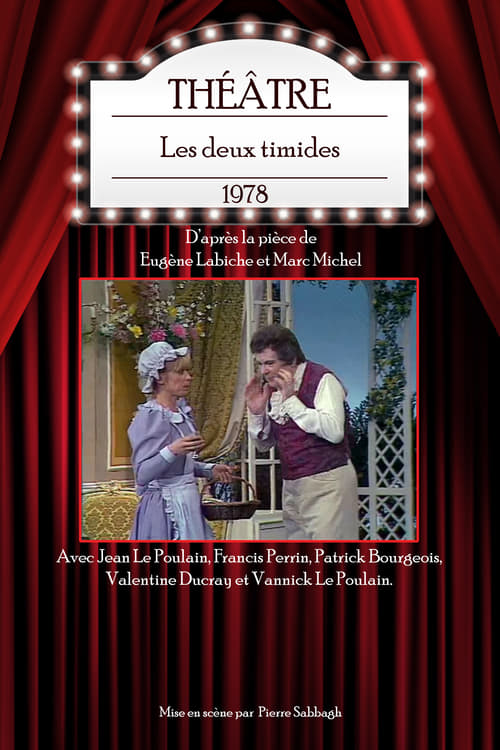 THÉÂTRE
Les deux timides
1978
D'après la pièce de
Eugène Labiche et Marc Michel
Avec Jean Le Poulain, Francis Perrin, Patrick Bourgeois,
Valentine Ducray et Vannick Le Poulain.
Mise en scène par Pierre Sabbagh